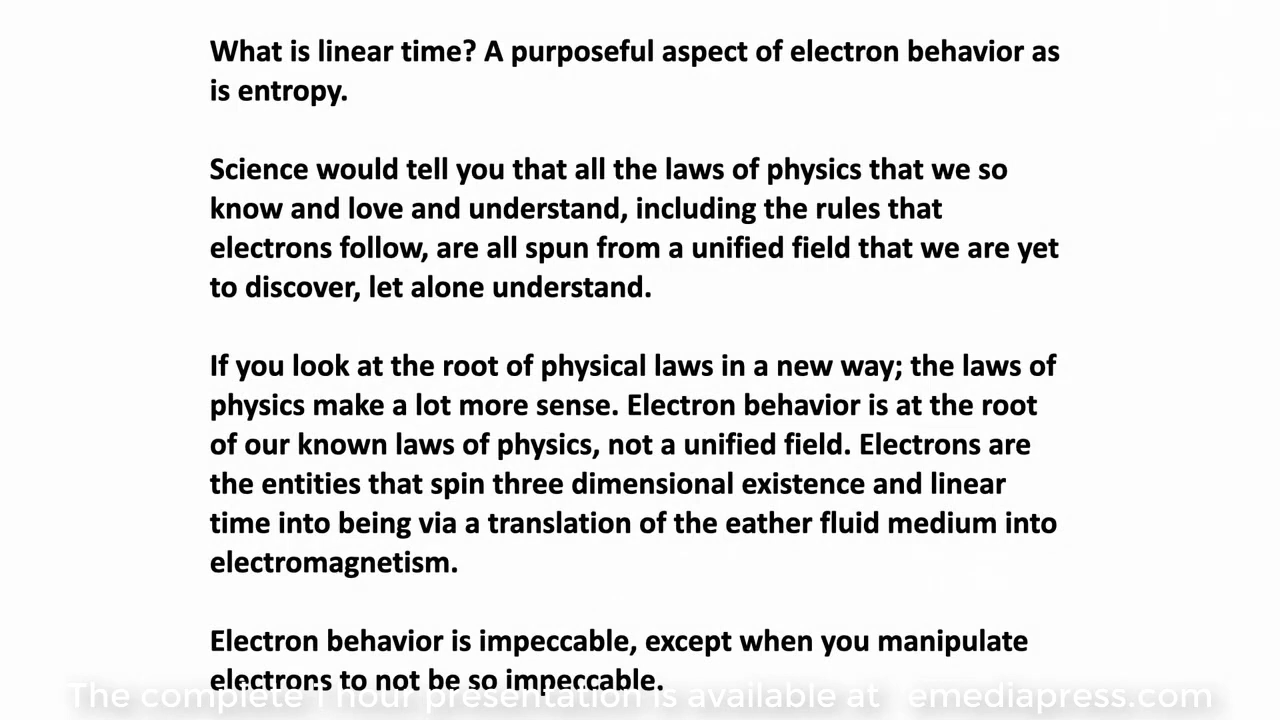 What is linear time? A purposeful aspect of electron behavior as
is entropy.
Science would tell you that all the laws of physics that we so
know and love and understand, including the rules that
electrons follow, are all spun from a unified field that we are yet
to discover, let alone understand.
If you look at the root of physical laws in a new way; the laws of
physics make a lot more sense. Electron behavior is at the root
of our known laws of physics, not a unified field. Electrons are
the entities that spin three dimensional existence and linear
time into being via a translation of the eather fluid medium into
electromagnetism.
Electron behavior is impeccable, except when you manipulate
electrons to not be so impeccable.
The complete 1 hour presentation is available at emediapress.com